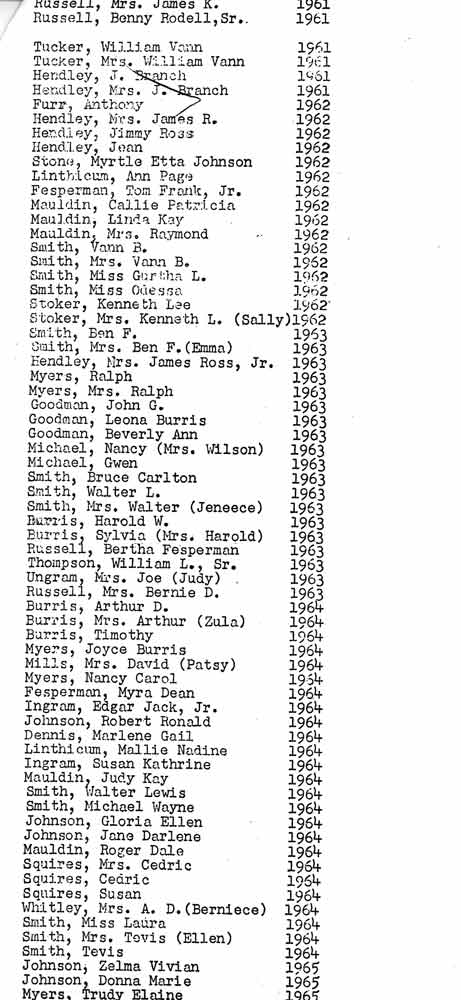 Russell, Mrs. James K. 1961
Russell, Benny Rodell,Sr.. 1961
Tucker, William Vann 1961
Tucker, Mrs. William Vann 1961
Hendley, J. Branch 1961
Hendley, Mrs. J. Branch 1961
Furr, Anthony 1962
Hendley, Mrs. James R. 1962
Hendley, Jimmy Ross 1962
Hendley, Joan 1962
Stone, Myrtle Etta Johnson 1962
Linthicum, Ann Page 1962
Fesperman, Tom Frank, Jr. 1962
Mauldin, Callie Patricia 1962
Mauldin, Linda Kay 1962
Mauldin, Mrs. Raymond 1962
Smith, Vann B. 1962
Smith, Mrs. Vann B. 1962
Smith, Miss Gurtha L. 1962
Smith, Miss Odessa 1962
Stoker, Kenneth Lee 1962
Stoker, Mrs. Kenneth L. (Sally)1962
Smith, Ben F. 1963
Smith, Mrs. Ben F.(Emma) 1963
Hendley, Mrs. James Ross, Jr. 1963
Myers, Ralph 1963
Myers, Mrs. Ralph 1963
Goodman, John G. 1963
Goodman, Leona Burris 1963
Goodman, Beverly Ann 1963
Michael, Nancy (Mrs. Wilson) 1963
Michael, Gwen 1963
Smith, Bruce Carlton 1963
Smith, Walter L. 1963
Smith, Mrs. Walter (Jeneece) 1963
Burris, Harold W. 1963
Burris, Sylvia (Mrs. Harold) 1963
Russell, Bertha Fesperman 1963
Thompson, William L., Sr. 1963
Ungram, Mrs. Joe (Judy) 1963
Russell, Mrs. Bernie D. 1963
Burris, Arthur D. 1964
Burris, Mrs. Arthur (Zula) 1964
Burris, Timothy 1964
Myers, Joyce Burris 1964
Mills, Mrs. David (Patsy) 1964
Myers, Nancy Carol 1964
Fesperman, Myra Dean 1964
Ingram, Edgar Jack, Jr. 1964
Johnson, Robert Ronald 1964
Dennis, Marlene Gail 1964
Linthicum, Mallie Nadine 1964
Ingram, Susan Kathrine 1964
Mauldin, Judy Kay 1964
Smith, Walter Lewis 1964
Smith, Michael Wayne 1964
Johnson, Gloria Ellen 1964
Johnson, Jane Darlene 1964
Mauldin, Roger Dale 1964
Squires, Mrs. Cedric 1964
Squires, Cedric 1964
Squires, Susan 1964
Whitley, Mrs. A. D.(Berniece) 1964
Smith, Miss Laura 1964
Smith, Mrs. Tevis (Ellen) 1964
Smith, Tevis 1964
Johnson, Zelma Vivian 1965
Johnson, Donna Marie 1965
Myers, Trudy Elaine 1965